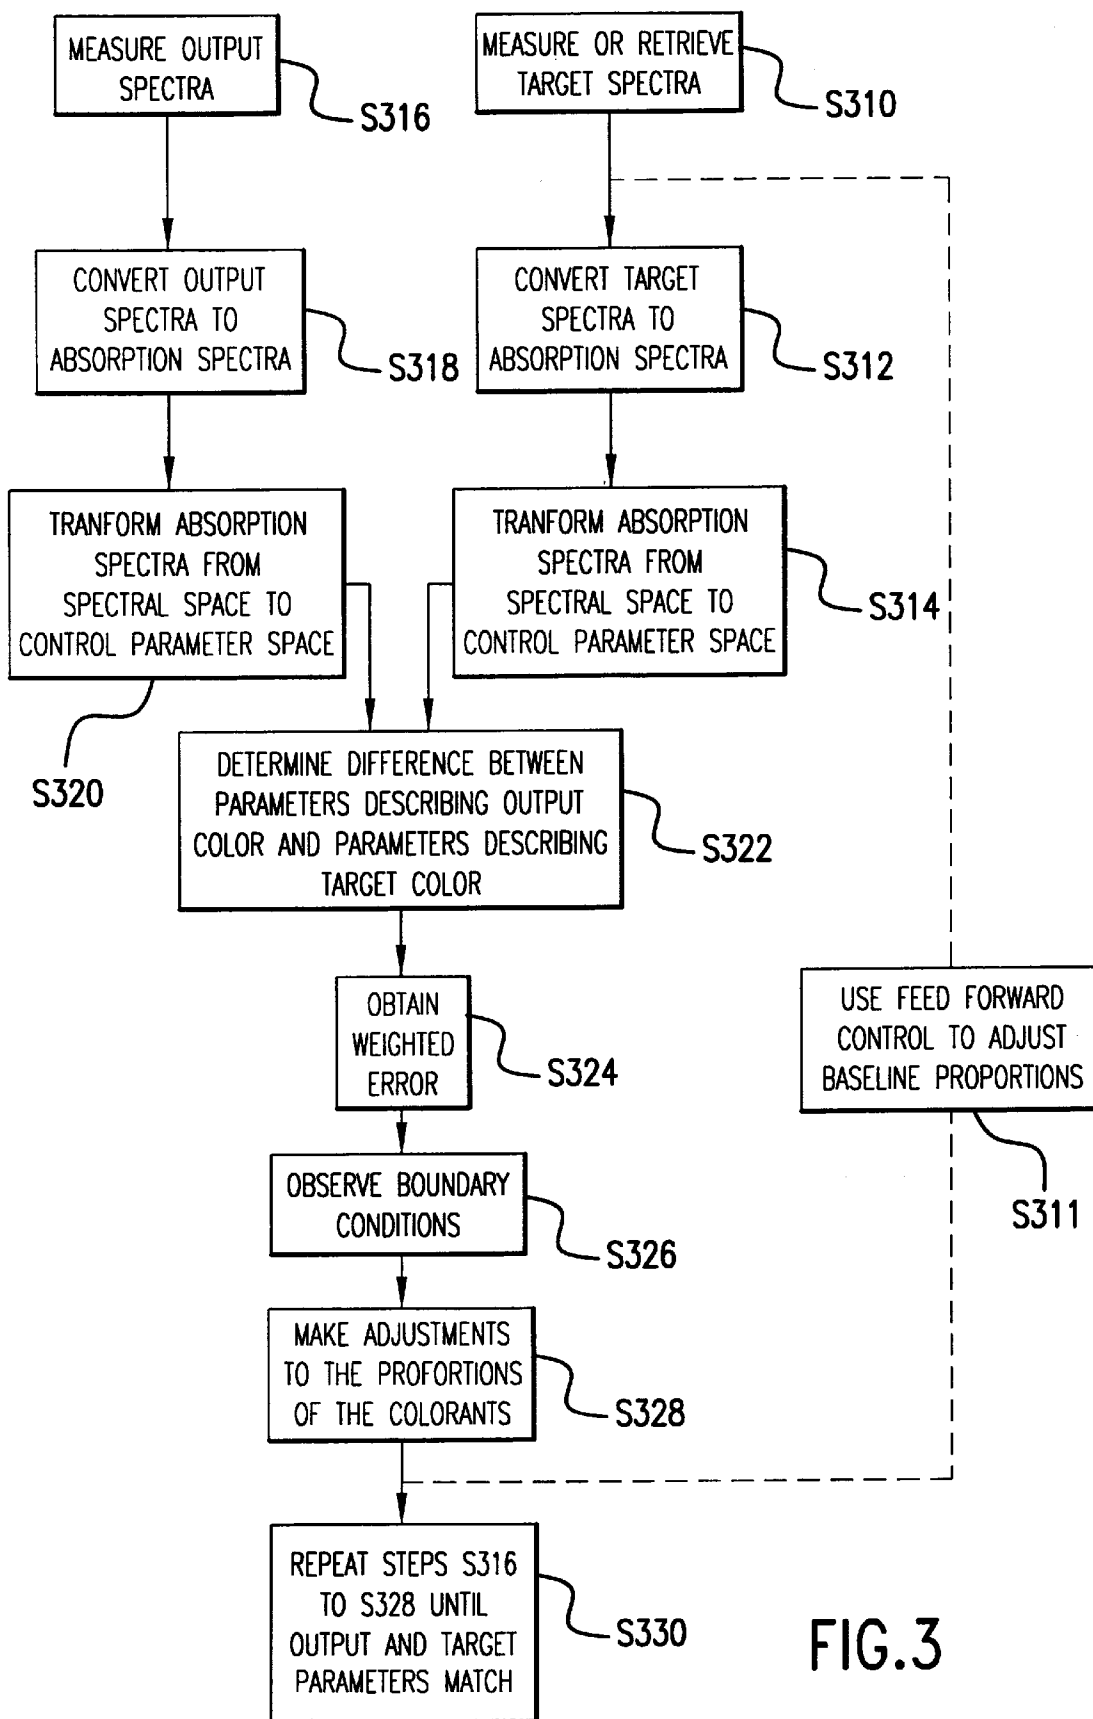 MEASURE OUTPUT
SPECTRA
S316
MEASURE OR RETRIEVE
TARGET SPECTRA
S310
CONVERT OUTPUT
SPECTRA TO
ABSORPTION SPECTRA
S318
CONVERT TARGET
SPECTRA TO
ABSORPTION SPECTRA
S312
TRANFORM ABSORPTION
SPECTRA FROM
SPECTRAL SPACE TO
CONTROL PARAMETER SPACE
S320
TRANFORM ABSORPTION
SPECTRA FROM
SPECTRAL SPACE TO
CONTROL PARAMETER SPACE
S314
DETERMINE DIFFERENCE BETWEEN
PARAMETERS DESCRIBING OUTPUT
COLOR AND PARAMETERS DESCRIBING
TARGET COLOR
S322
OBTAIN
WEIGHTED
ERROR
S324
USE FEED FORWARD
CONTROL TO ADJUST
BASELINE PROPORTIONS
S311
OBSERVE BOUNDARY
CONDITIONS
S326
MAKE ADJUSTMENTS
TO THE PROFORTIONS
OF THE COLORANTS
S328
REPEAT STEPS S316
TO S328 UNTIL
OUTPUT AND TARGET
PARAMETERS MATCH
S330
FIG.3